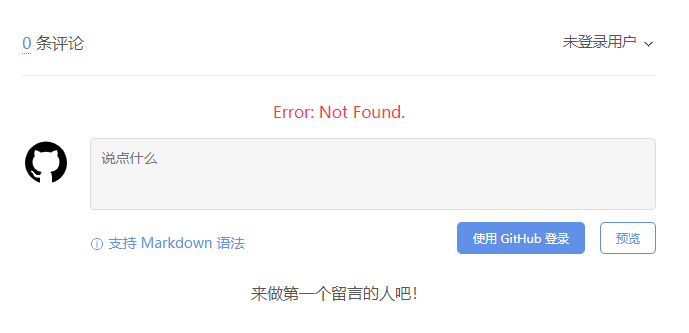 0 条评论
未登录用户
Error: Not Found.
说点什么
支持 Markdown 语法
使用 GitHub 登录
预览
来做第一个留言的人吧！